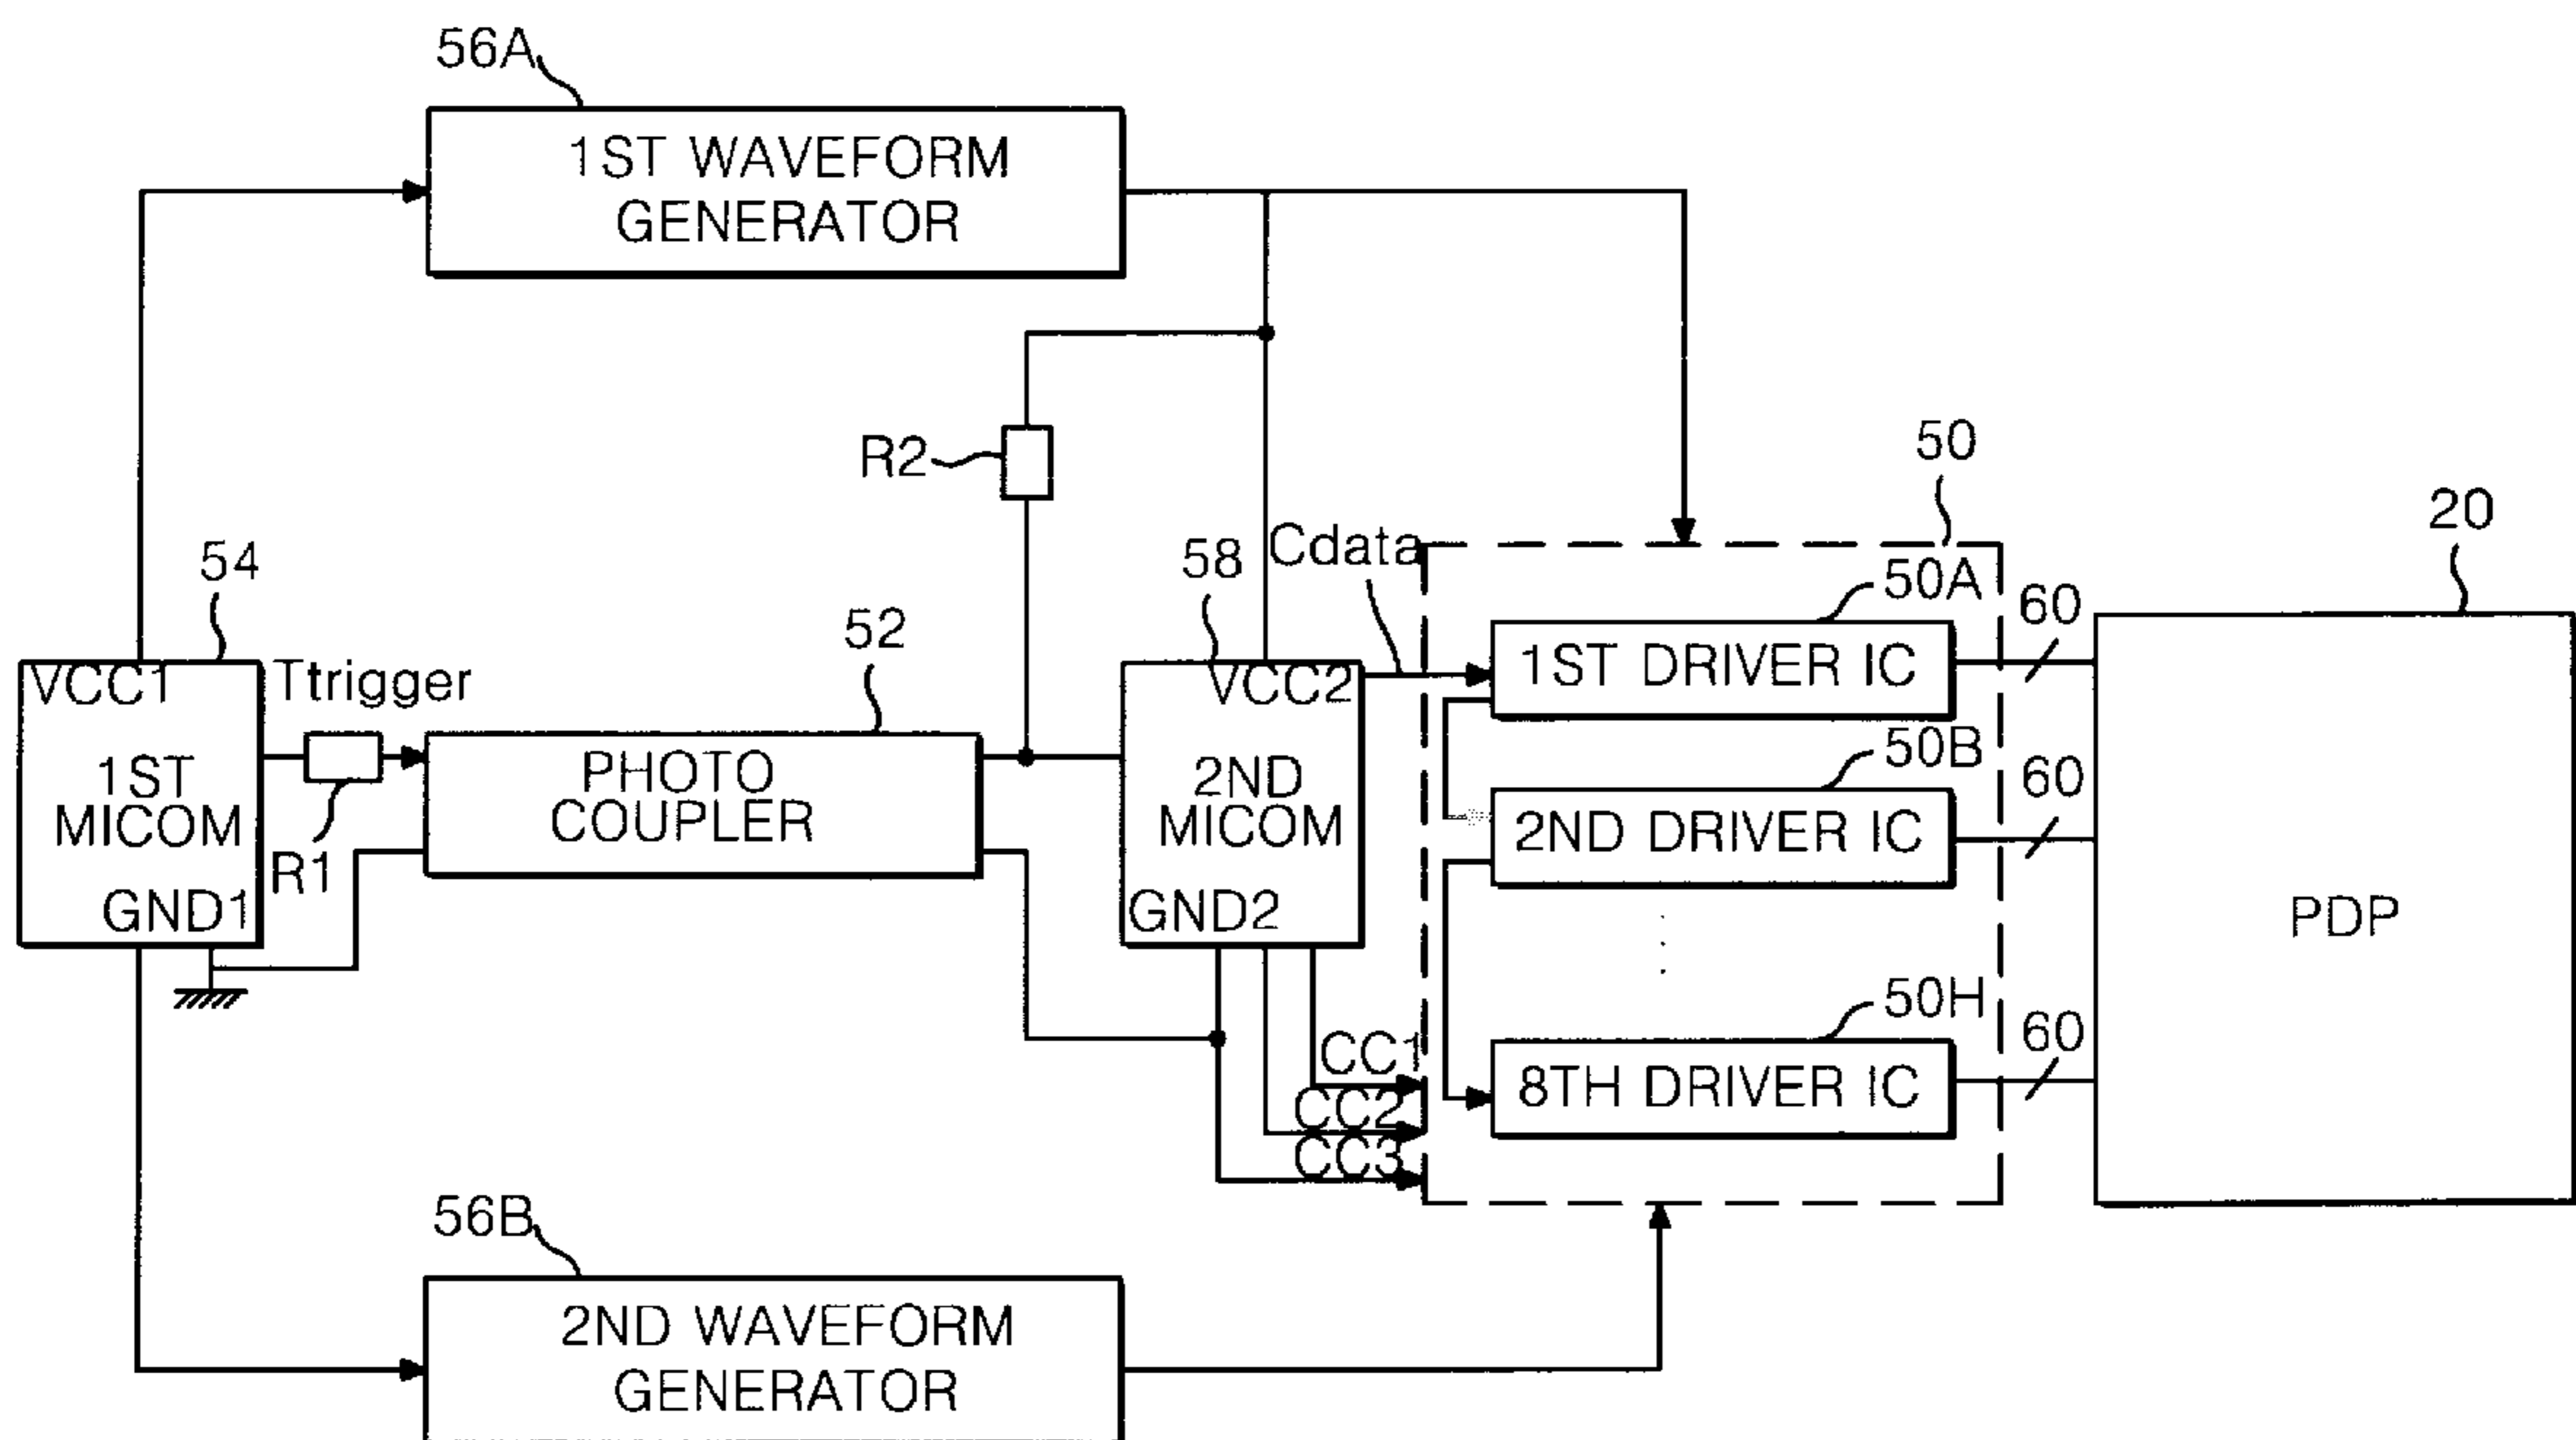 56A
1ST WAVEFORM
GENERATOR
R2
50
20
54
58
Cdata
50A
60
52
VCC1
Ttrigger
VCC2
1ST DRIVER IC
50B
60
1ST
MICOM
R1
PHOTO
COUPLER
2ND
MICOM
2ND DRIVER IC
GND1
GND2
PDP
50H
60
CC1
CC2
CC3
8TH DRIVER IC
56B
2ND WAVEFORM
GENERATOR